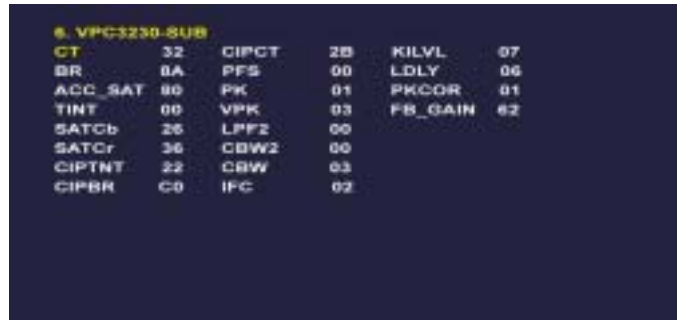 6. VPC3230-SUB
CT 32 CIPCT 2B KILVL 07
BR 8A PFS 00 LDLY 06
ACC_SAT 80 PK 01 PKCOR 01
TINT 00 VPK 03 FB_GAIN 62
SATCb 26 LPF2 00
SATCr 36 CBW2 00
CIPTNT 22 CBW 03
CIPBR C0 IFC 02